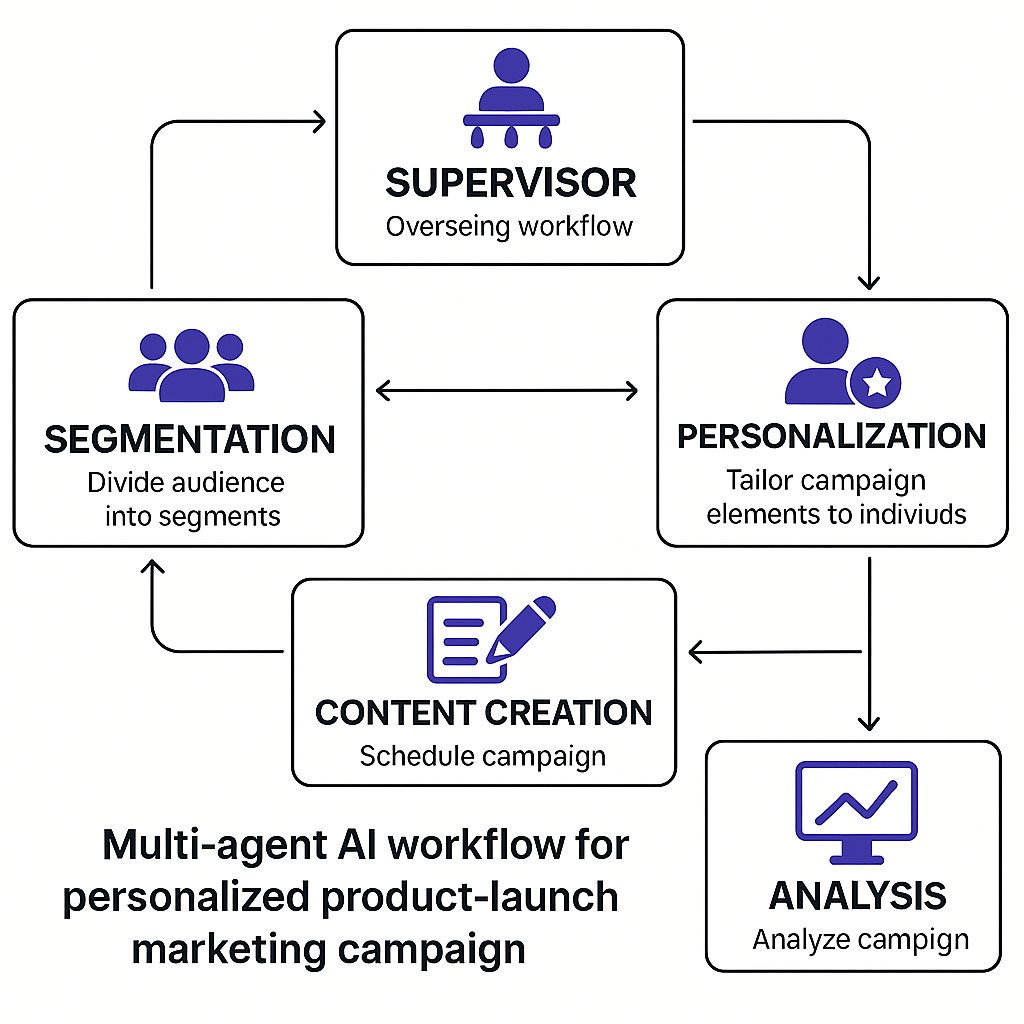 SUPERVISOR
Overseing workflow
SEGMENTATION
Divide audience
into segments
PERSONALIZATION
Tailor campaign
elements to indiviuds
CONTENT CREATION
Schedule campaign
ANALYSIS
Analyze campign
Multi-agent AI workflow for
personalized product-launch
marketing campaign